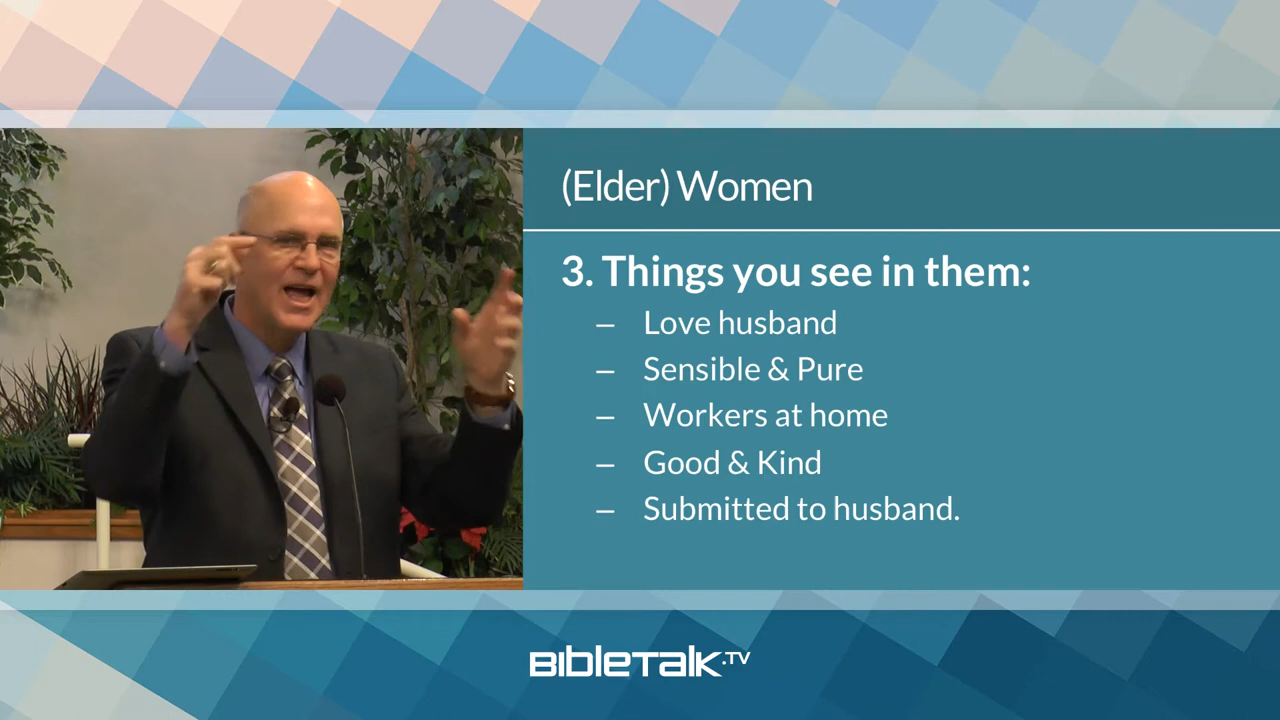 (Elder) Women
3. Things you see in them:
– Love husband
– Sensible & Pure
– Workers at home
– Good & Kind
– Submitted to husband.
BIBLETALK.TV